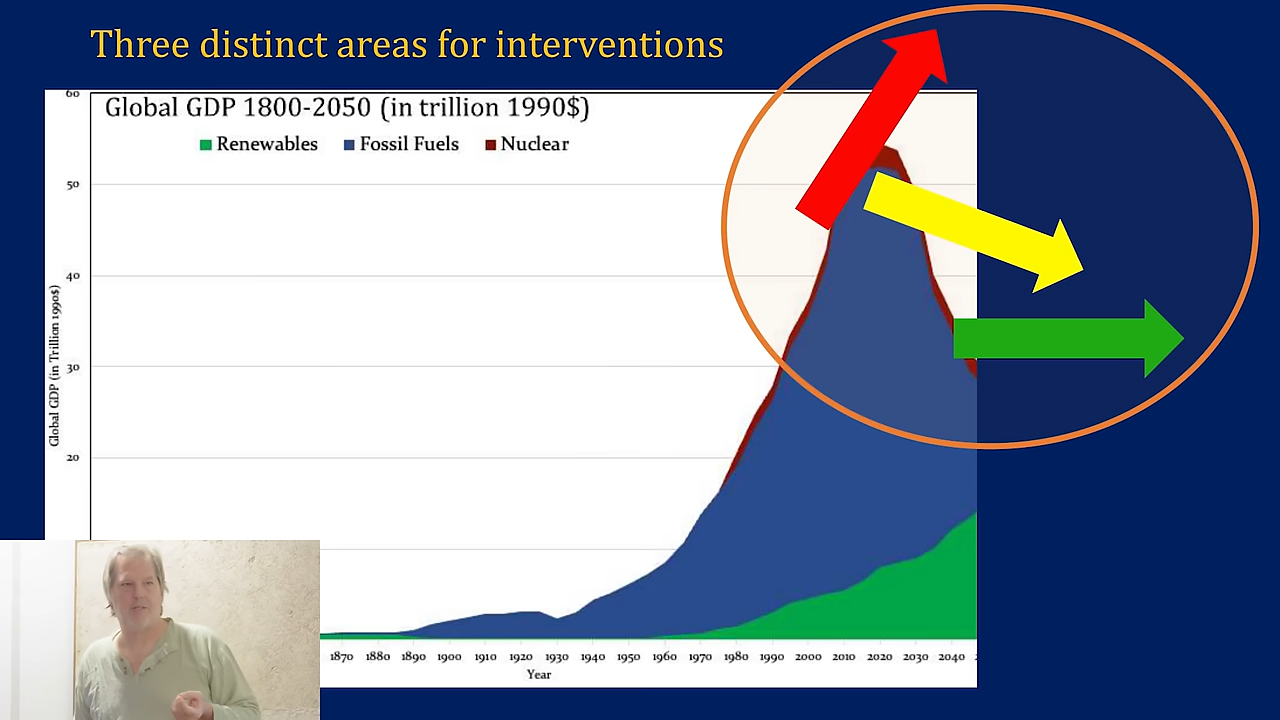 Three distinct areas for interventions
Global GDP 1800-2050 (in trillion 1990$)
Renewables Fossil Fuels Nuclear
60
50
40
30
20
Global GDP (in Trillion 1990$)
1870 1880 1890 1900 1910 1920 1930 1940 1950 1960 1970 1980 1990 2000 2010 2020 2030 2040
Year